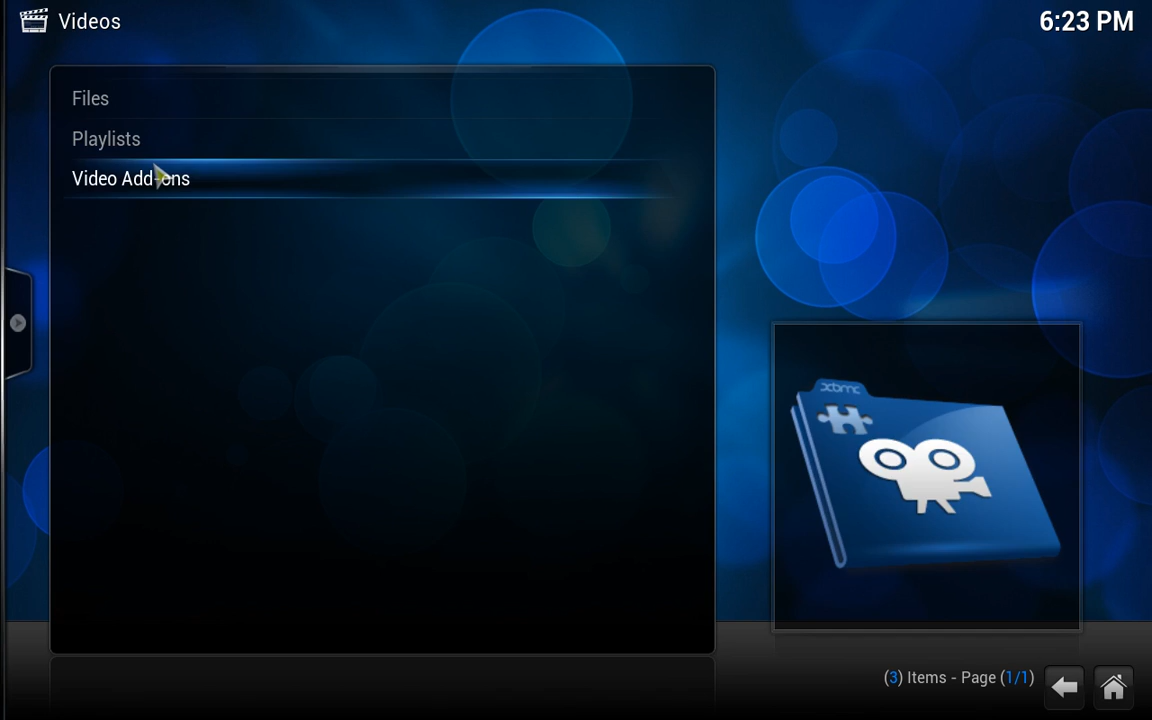 Videos
6:23 PM
Files
Playlists
Video Add-ons
xbmc
(3) Items - Page (1/1)